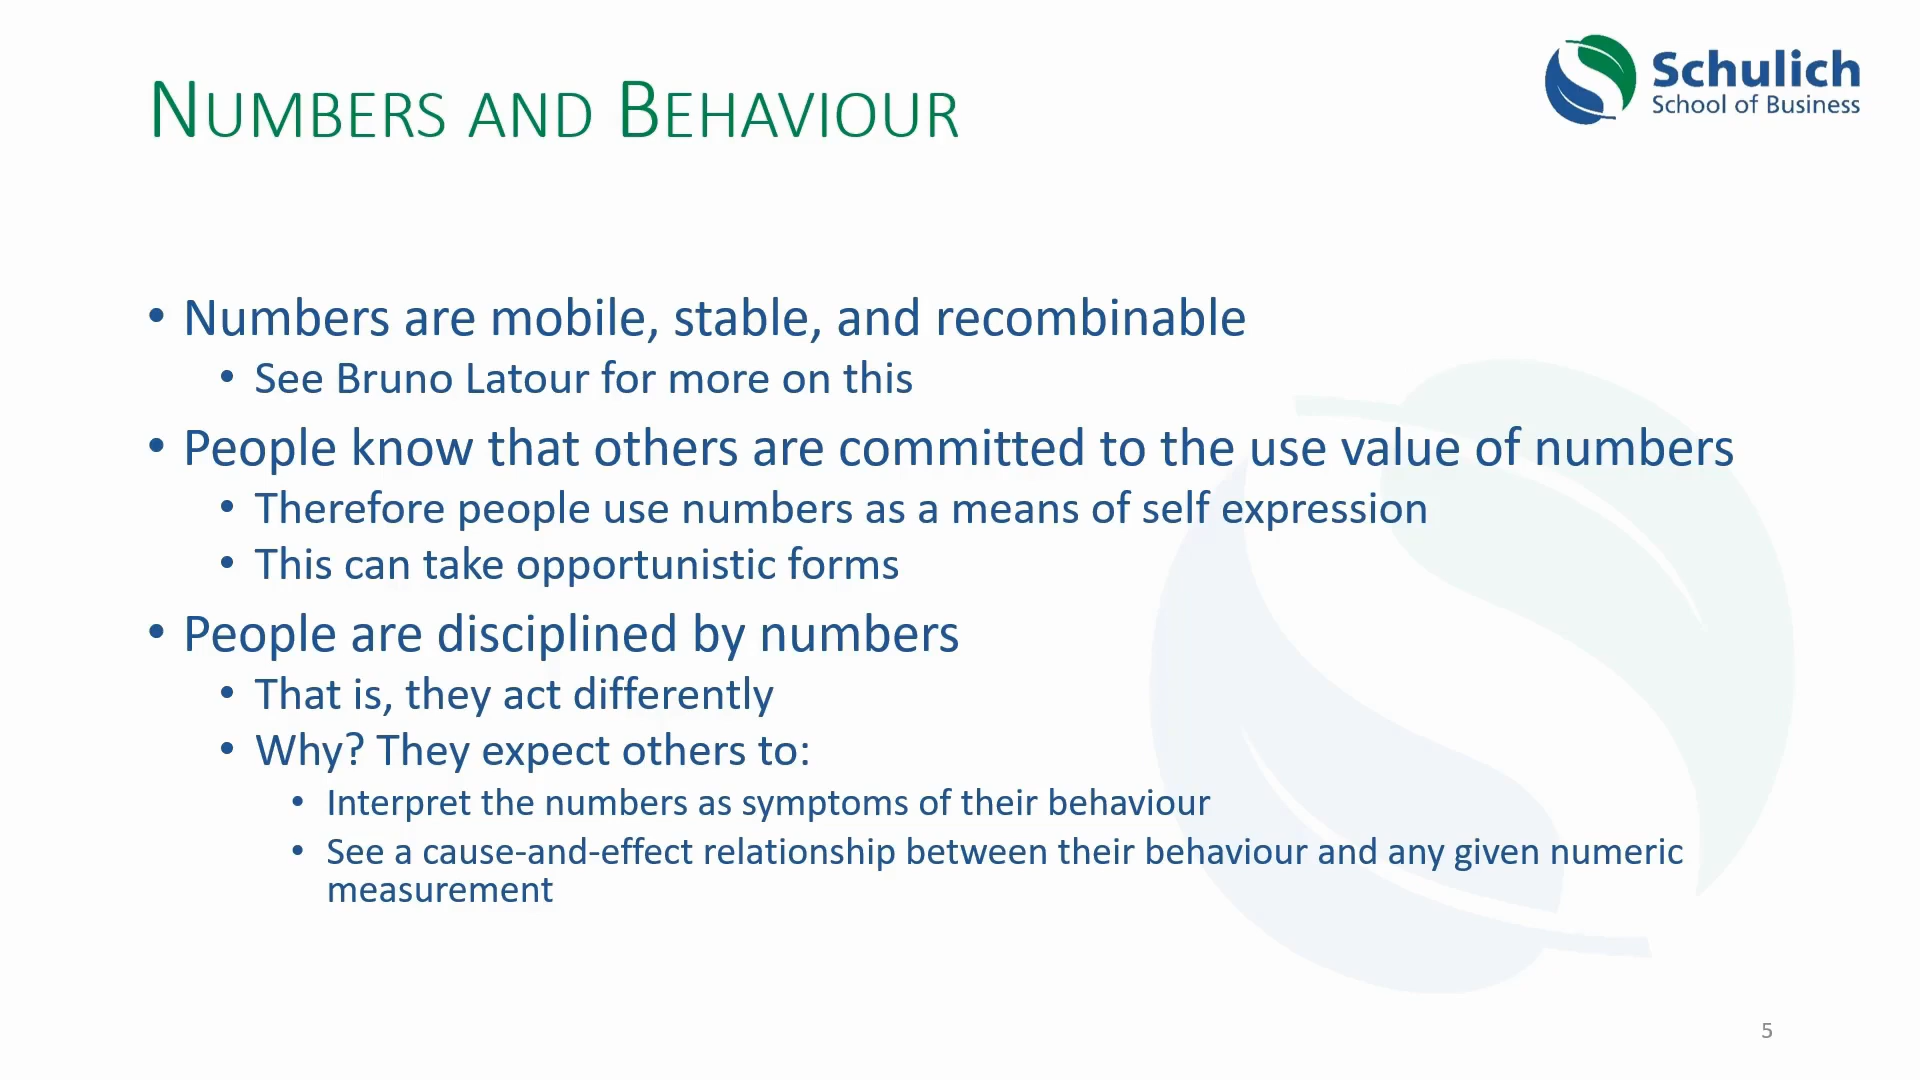 Schulich
School of Business
Numbers and Behaviour
• Numbers are mobile, stable, and recombinable
• See Bruno Latour for more on this
• People know that others are committed to the use value of numbers
• Therefore people use numbers as a means of self expression
• This can take opportunistic forms
• People are disciplined by numbers
• That is, they act differently
• Why? They expect others to:
• Interpret the numbers as symptoms of their behaviour
• See a cause-and-effect relationship between their behaviour and any given numeric
measurement
5